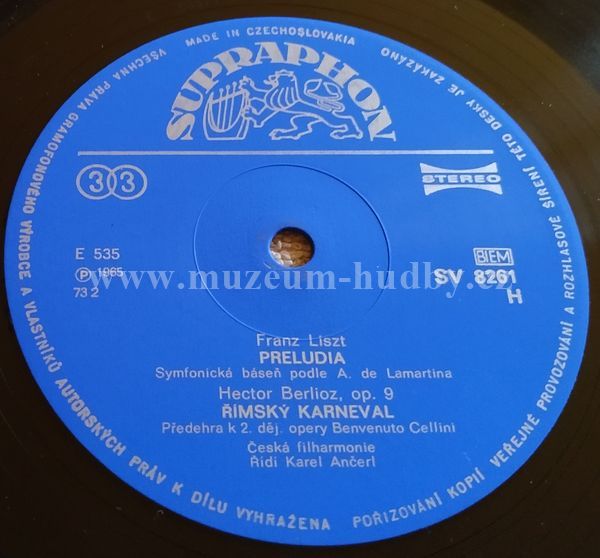 MADE IN CZECHOSLOVAKIA
SUPRAPHON
33
STEREO
E 535
℗ 1965
73 2
BIEM
SV 8261
H
www.muzeum-hudby.cz
Franz Liszt
PRELUDIA
Symfonická báseň podle A. de Lamartina
Hector Berlioz, op. 9
ŘÍMSKÝ KARNEVAL
Předehra k 2. děj. opery Benvenuto Cellini
Česká filharmonie
Řídí Karel Ančerl
VŠECHNA PRÁVA GRAMOFONOVÉHO VÝROBCE A VLASTNÍKŮ AUTORSKÝCH PRÁV K DÍLU VYHRAŽENA
POŘIZOVÁNÍ KOPIÍ VEŘEJNÉ PROVOZOVÁNÍ A ROZHLASOVÉ ŠÍŘENÍ TÉTO DESKY JE ZAKÁZÁNO